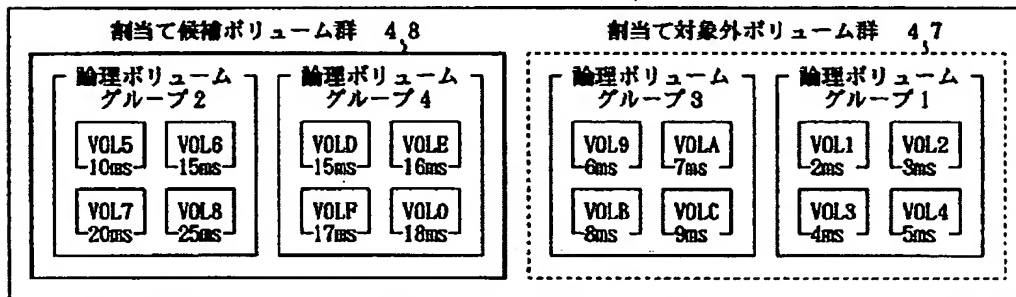 割当て候補ボリューム群 48
論理ボリューム
グループ2
VOL5
10ms
VOL6
15ms
VOL7
20ms
VOL8
25ms
論理ボリューム
グループ4
VOLD
15ms
VOLE
16ms
VOLF
17ms
VOL0
18ms
割当て対象外ボリューム群 47
論理ボリューム
グループ3
VOL9
6ms
VOLA
7ms
VOLB
8ms
VOLC
9ms
論理ボリューム
グループ1
VOL1
2ms
VOL2
3ms
VOL3
4ms
VOL4
5ms